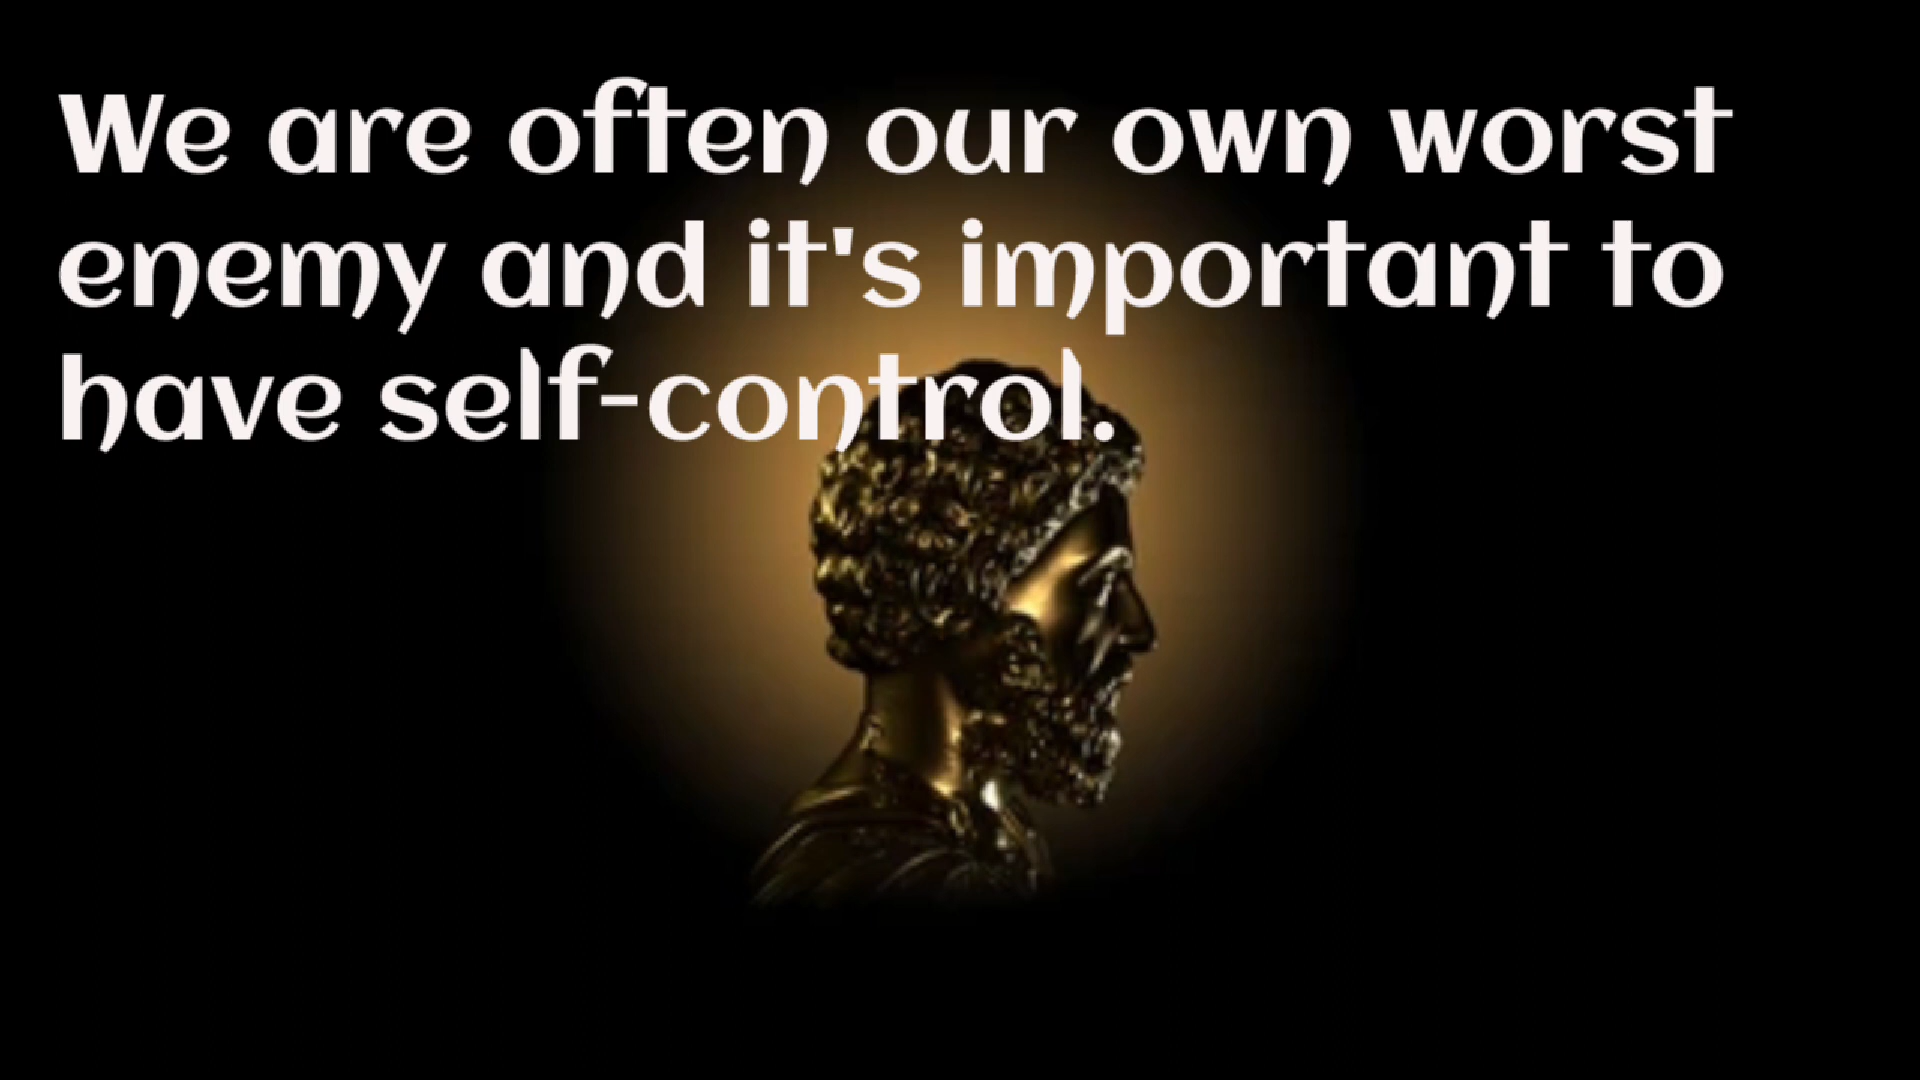 We are often our own worst
enemy and it's important to
have self-control.